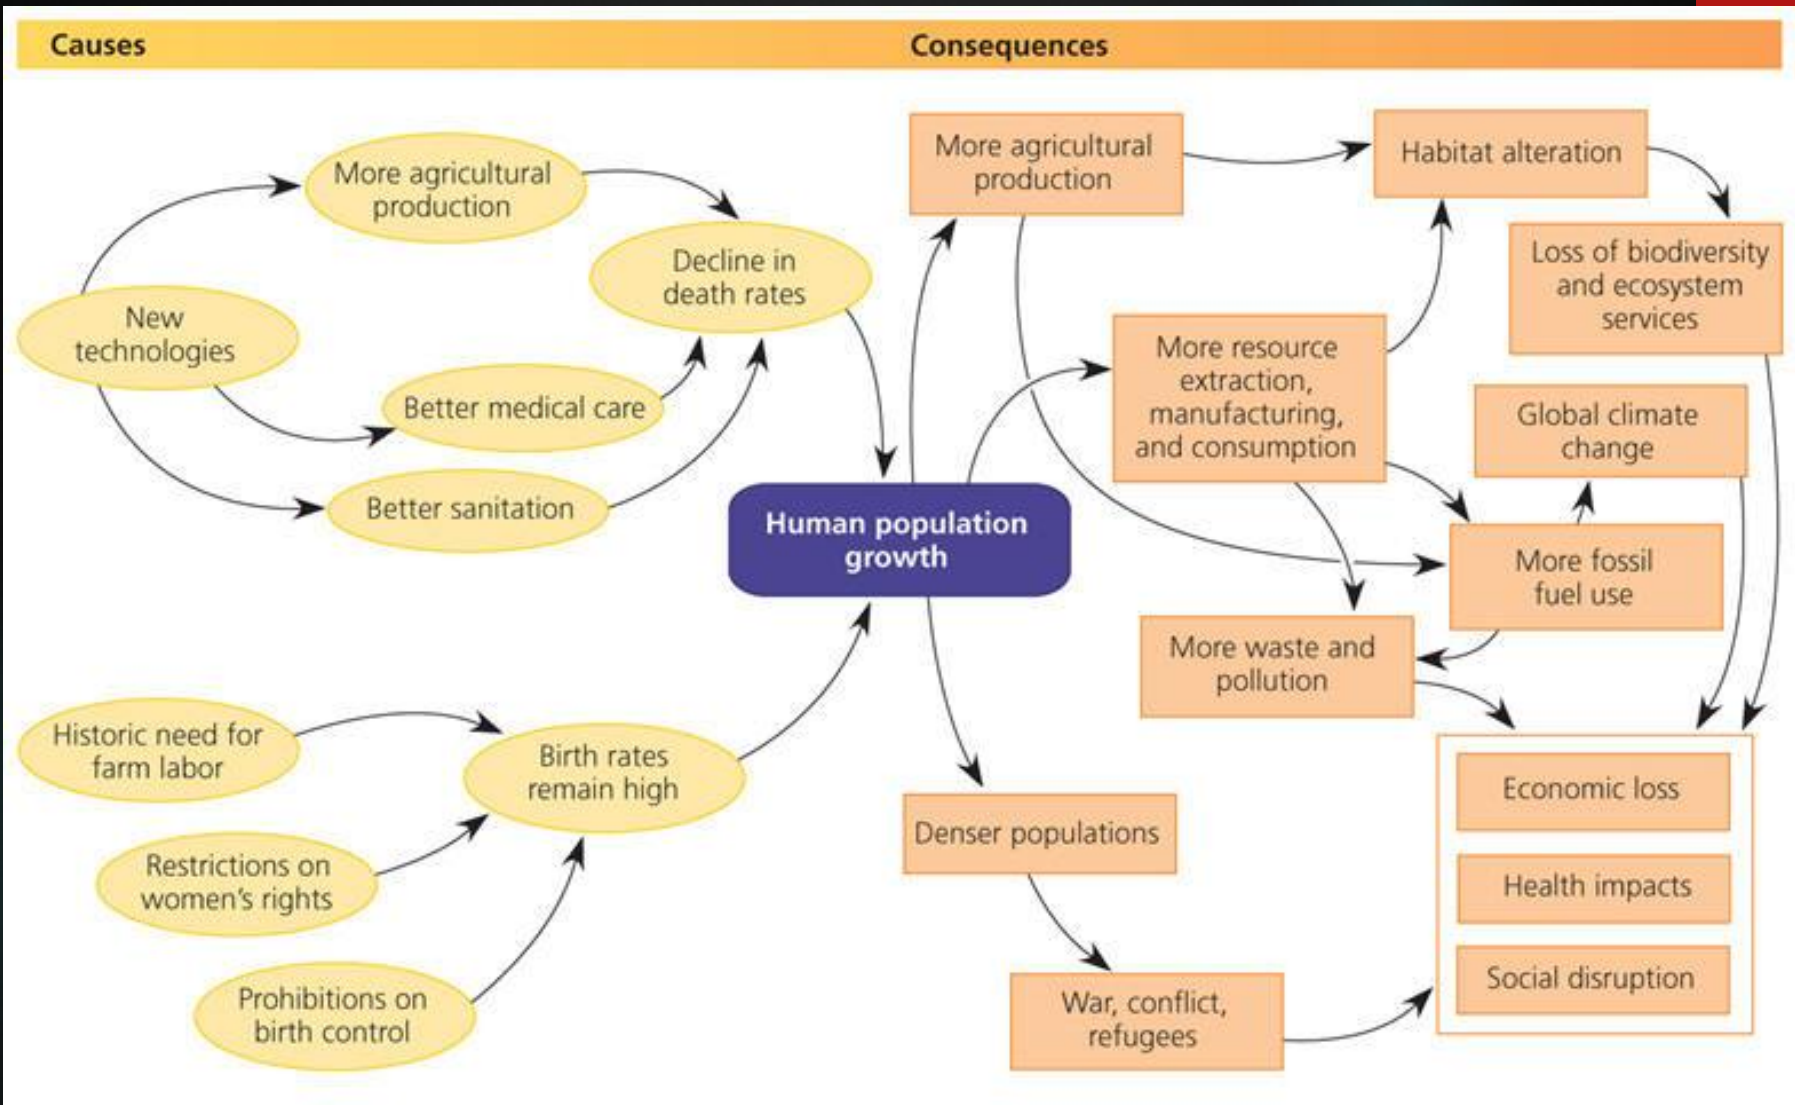 Causes
Consequences
More agricultural
production
Decline in
death rates
New
technologies
Better medical care
Better sanitation
Human population
growth
Historic need for
farm labor
Birth rates
remain high
Restrictions on
women's rights
Prohibitions on
birth control
More agricultural
production
Habitat alteration
Loss of biodiversity
and ecosystem
services
More resource
extraction,
manufacturing,
and consumption
Global climate
change
More fossil
fuel use
More waste and
pollution
Denser populations
War, conflict,
refugees
Economic loss
Health impacts
Social disruption